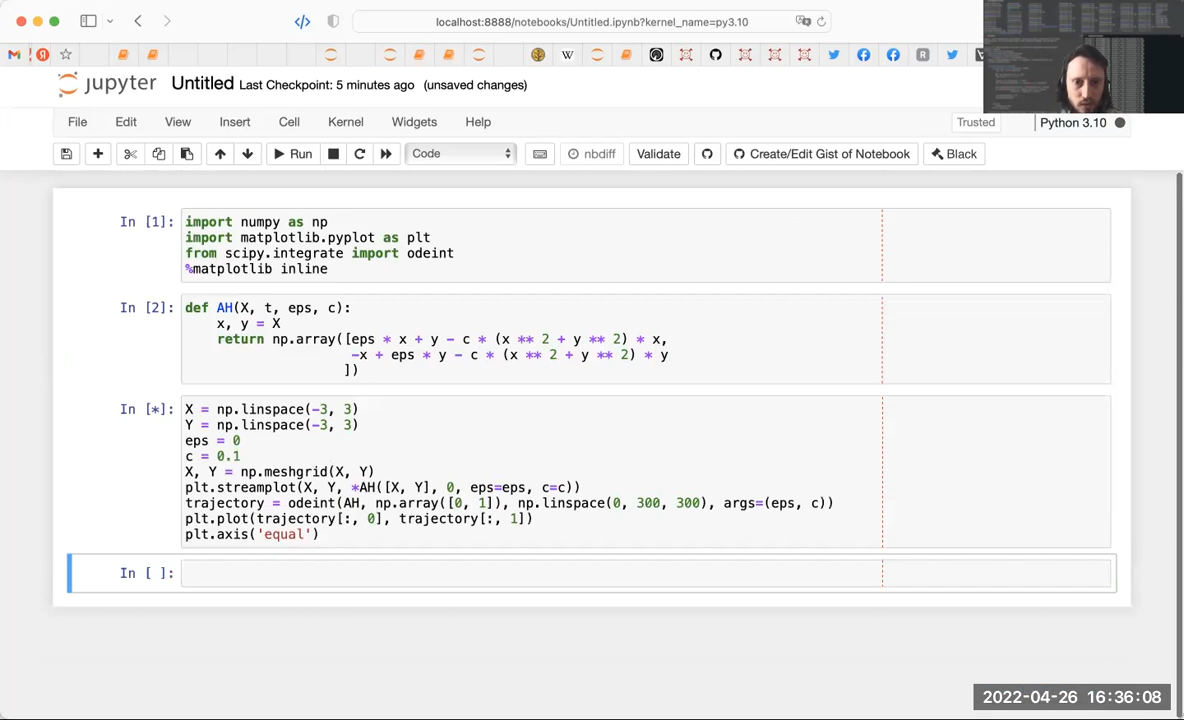 localhost:8888/notebooks/Untitled.ipynb?kernel_name=py3.10
jupyter Untitled Last Checkpoint: 5 minutes ago (unsaved changes)
File Edit View Insert Cell Kernel Widgets Help Trusted Python 3.10
Run Code nbdiff Validate Create/Edit Gist of Notebook Black
In [1]: import numpy as np
import matplotlib.pyplot as plt
from scipy.integrate import odeint
%matplotlib inline
In [2]: def AH(X, t, eps, c):
x, y = X
return np.array([eps * x + y - c * (x ** 2 + y ** 2) * x,
-x + eps * y - c * (x ** 2 + y ** 2) * y
])
In [*]: X = np.linspace(-3, 3)
Y = np.linspace(-3, 3)
eps = 0
c = 0.1
X, Y = np.meshgrid(X, Y)
plt.streamplot(X, Y, *AH([X, Y], 0, eps=eps, c=c))
trajectory = odeint(AH, np.array([0, 1]), np.linspace(0, 300, 300), args=(eps, c))
plt.plot(trajectory[:, 0], trajectory[:, 1])
plt.axis('equal')
In [ ]:
2022-04-26 16:36:08